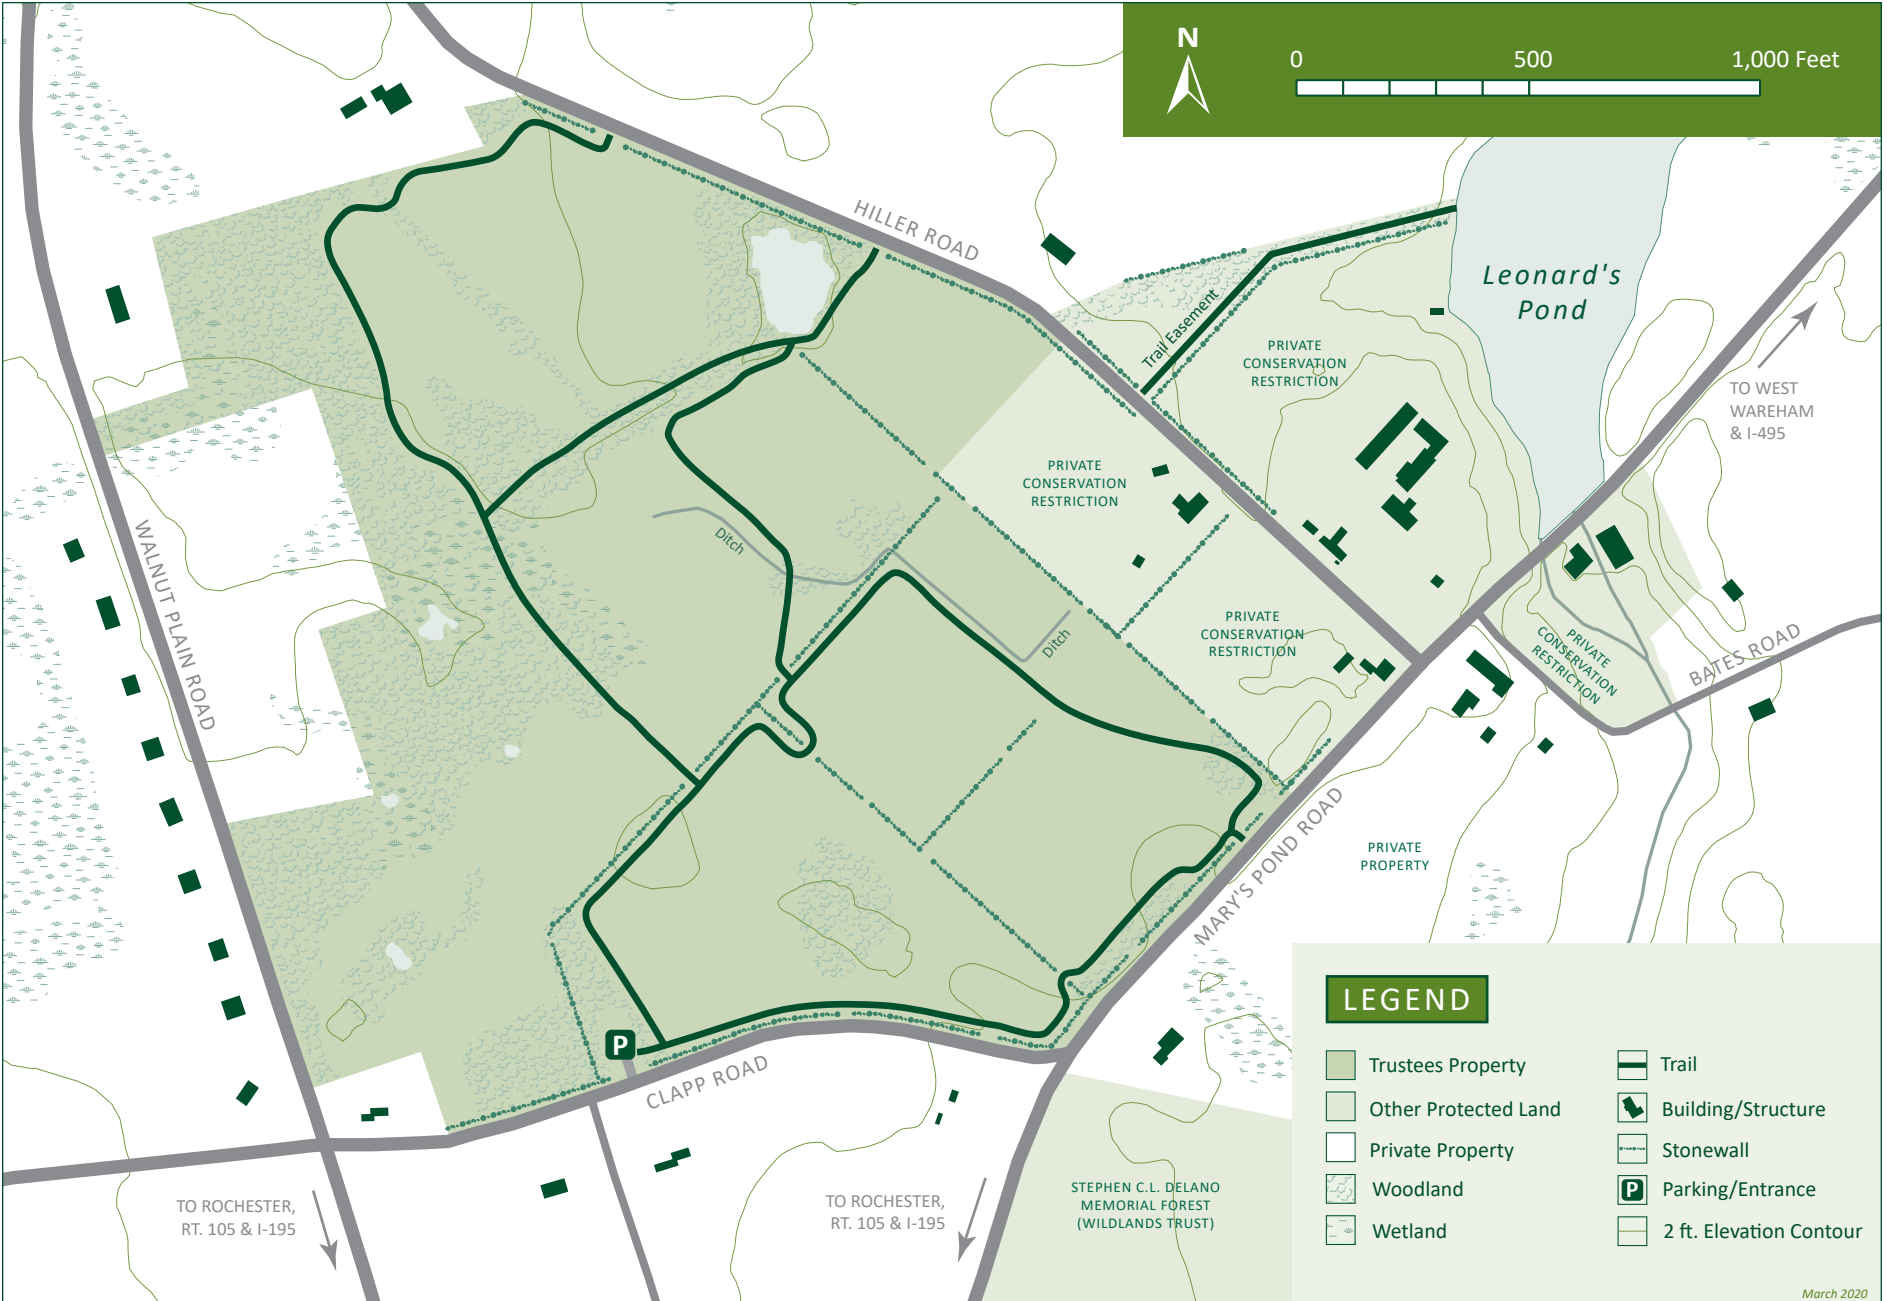 N
0 500 1,000 Feet
HILLER ROAD
Leonard's
Pond
Trail Easement
PRIVATE
CONSERVATION
RESTRICTION
TO WEST
WAREHAM
& I-495
PRIVATE
CONSERVATION
RESTRICTION
WALNUT PLAIN ROAD
Ditch
Ditch
PRIVATE
CONSERVATION
RESTRICTION
PRIVATE
CONSERVATION
RESTRICTION
BATES ROAD
MARY'S POND ROAD
PRIVATE
PROPERTY
P
CLAPP ROAD
TO ROCHESTER,
RT. 105 & I-195
TO ROCHESTER,
RT. 105 & I-195
STEPHEN C.L. DELANO
MEMORIAL FOREST
(WILDLANDS TRUST)
LEGEND
Trustees Property
Other Protected Land
Private Property
Woodland
Wetland
Trail
Building/Structure
Stonewall
P Parking/Entrance
2 ft. Elevation Contour
March 2020